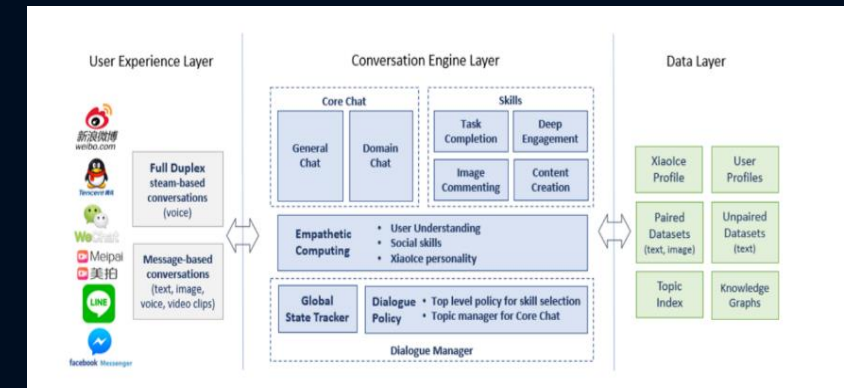 User Experience Layer
Conversation Engine Layer
Data Layer
新浪微博
weibo.com
Tencent QQ
WeChat
Meipai
美拍
LINE
facebook Messenger
Full Duplex
steam-based
conversations
(voice)
Message-based
conversations
(text, image,
voice, video clips)
Core Chat
General
Chat
Domain
Chat
Skills
Task
Completion
Deep
Engagement
Image
Commenting
Content
Creation
Empathetic
Computing
• User Understanding
• Social skills
• XiaoIce personality
Global
State Tracker
Dialogue
Policy
• Top level policy for skill selection
• Topic manager for Core Chat
Dialogue Manager
XiaoIce
Profile
User
Profiles
Paired
Datasets
(text, image)
Unpaired
Datasets
(text)
Topic
Index
Knowledge
Graphs